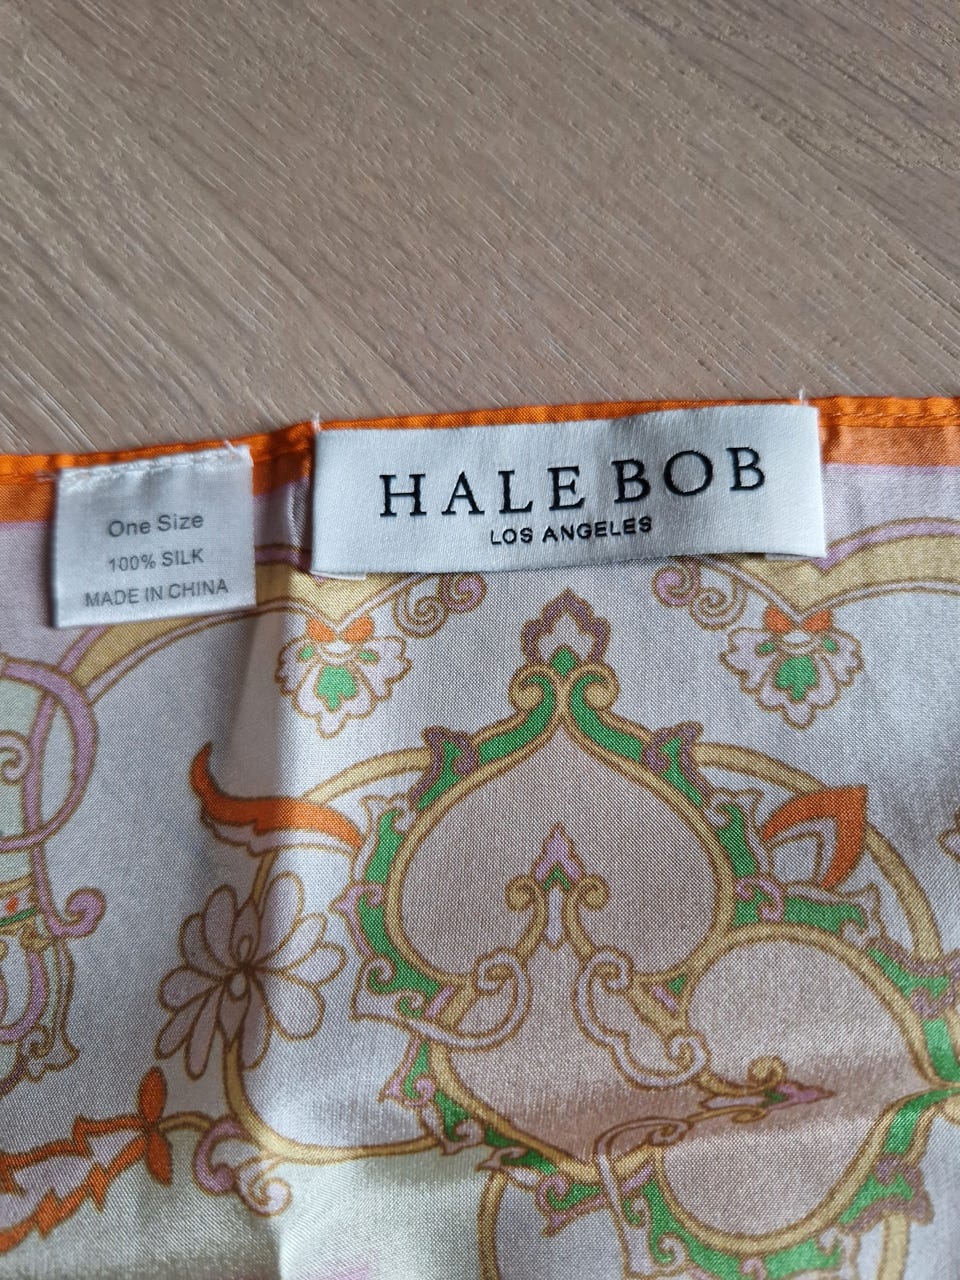 One Size
100% SILK
MADE IN CHINA
HALE BOB
LOS ANGELES